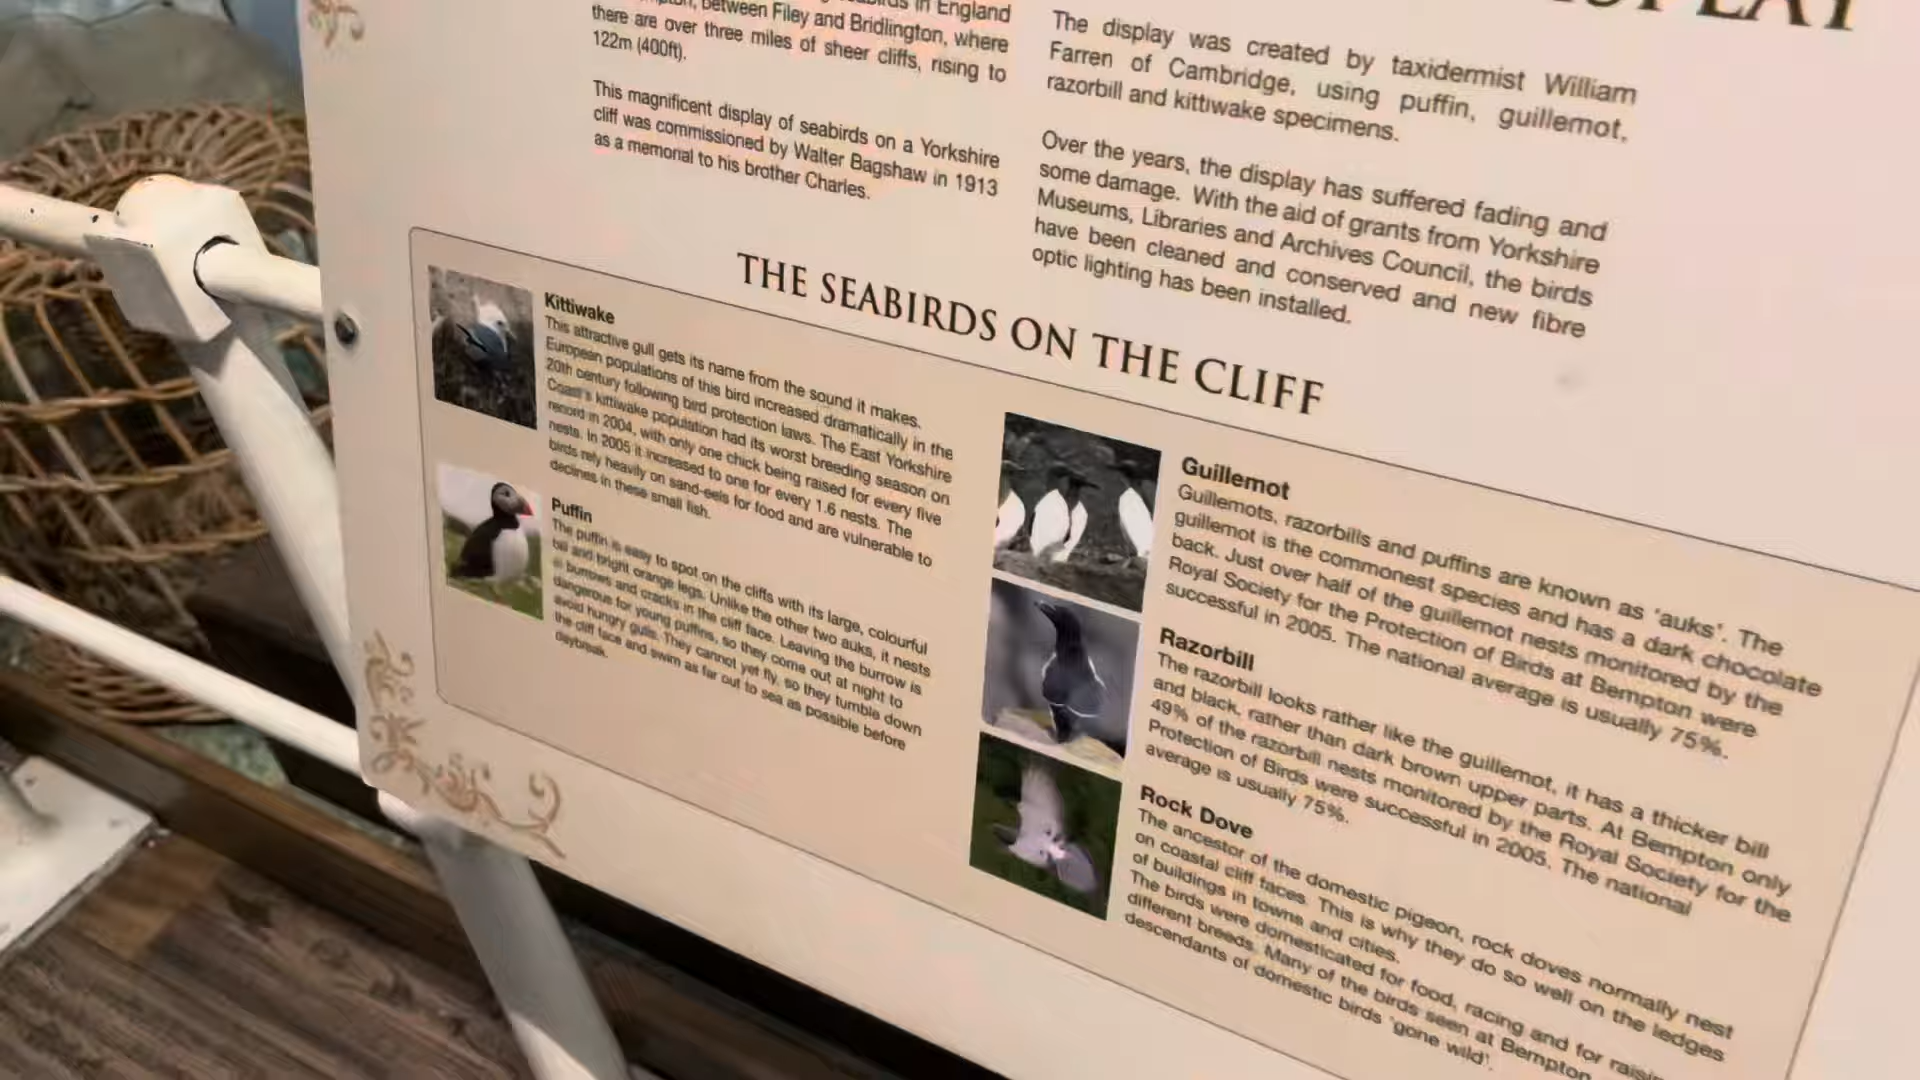 seabirds in England
between Filey and Bridlington, where
there are over three miles of sheer cliffs, rising to
122m (400ft).
This magnificent display of seabirds on a Yorkshire
cliff was commissioned by Walter Bagshaw in 1913
as a memorial to his brother Charles.
The display was created by taxidermist William
Farren of Cambridge, using puffin, guillemot,
razorbill and kittiwake specimens.
Over the years, the display has suffered fading and
some damage. With the aid of grants from Yorkshire
Museums, Libraries and Archives Council, the birds
have been cleaned and conserved and new fibre
optic lighting has been installed.
THE SEABIRDS ON THE CLIFF
Kittiwake
This attractive gull gets its name from the sound it makes.
European populations of this bird increased dramatically in the
20th century following bird protection laws. The East Yorkshire
Coast's kittiwake population had its worst breeding season on
record in 2004, with only one chick being raised for every five
nests. In 2005 it increased to one for every 1.6 nests. The
birds rely heavily on sand-eels for food and are vulnerable to
declines in these small fish.
Puffin
The puffin is easy to spot on the cliffs with its large, colourful
bill and bright orange legs. Unlike the other two auks, it nests
in burrows and cracks in the cliff face. Leaving the burrow is
dangerous for young puffins, so they come out at night to
avoid hungry gulls. They cannot yet fly, so they tumble down
the cliff face and swim as far out to sea as possible before
daybreak.
Guillemot
Guillemots, razorbills and puffins are known as 'auks'. The
guillemot is the commonest species and has a dark chocolate
back. Just over half of the guillemot nests monitored by the
Royal Society for the Protection of Birds at Bempton were
successful in 2005. The national average is usually 75%.
Razorbill
The razorbill looks rather like the guillemot, it has a thicker bill
and black, rather than dark brown upper parts. At Bempton only
49% of the razorbill nests monitored by the Royal Society for the
Protection of Birds were successful in 2005. The national
average is usually 75%.
Rock Dove
The ancestor of the domestic pigeon, rock doves normally nest
on coastal cliff faces. This is why they do so well on the ledges
of buildings in towns and cities.
The birds were domesticated for food, racing and for
different breeds. Many of the birds seen at Bempton
descendants of domestic birds 'gone wild'.